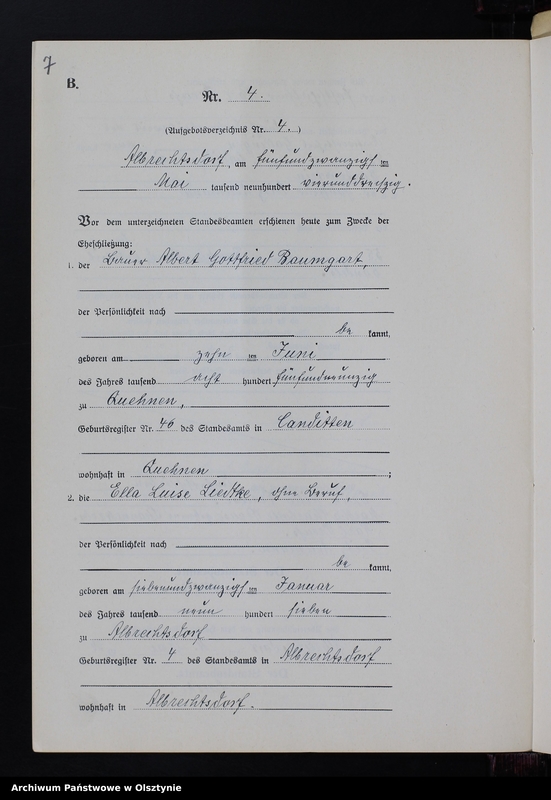 7
B.
Nr. 4.
(Aufgebotsverzeichnis Nr. 4.)
Albrechtsdorf, am fünfundzwanzigsten
Mai tausend neunhundert vierunddreißig.
Vor dem unterzeichneten Standesbeamten erschienen heute zum Zwecke der
Eheschließung:
1. der Bauer Albert Gottfried Baumgart,
der Persönlichkeit nach
be kannt,
geboren am zehn ten Juni
des Jahres tausend acht hundert fünfundneunzig
zu Quehnen,
Geburtsregister Nr. 46 des Standesamts in Canditten
wohnhaft in Quehnen ;
2. die Ella Luise Liedtke, ohne Beruf,
der Persönlichkeit nach
be kannt,
geboren am siebenundzwanzigsten Januar
des Jahres tausend neun hundert sieben
zu Albrechtsdorf
Geburtsregister Nr. 4 des Standesamts in Albrechtsdorf
wohnhaft in Albrechtsdorf.
Archiwum Państwowe w Olsztynie